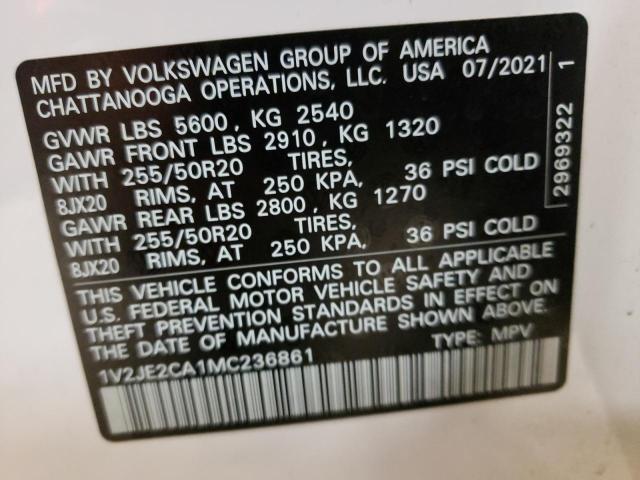 MFD BY VOLKSWAGEN GROUP OF AMERICA
CHATTANOOGA OPERATIONS, LLC. USA 07/2021
GVWR LBS 5600, KG 2540
GAWR FRONT LBS 2910, KG 1320
WITH 255/50R20 TIRES,
8JX20 RIMS, AT 250 KPA, 36 PSI COLD
GAWR REAR LBS 2800, KG 1270
WITH 255/50R20 TIRES,
8JX20 RIMS, AT 250 KPA, 36 PSI COLD
THIS VEHICLE CONFORMS TO ALL APPLICABLE
U.S. FEDERAL MOTOR VEHICLE SAFETY AND
THEFT PREVENTION STANDARDS IN EFFECT ON
THE DATE OF MANUFACTURE SHOWN ABOVE.
1V2JE2CA1MC236861 TYPE: MPV
2969322 1